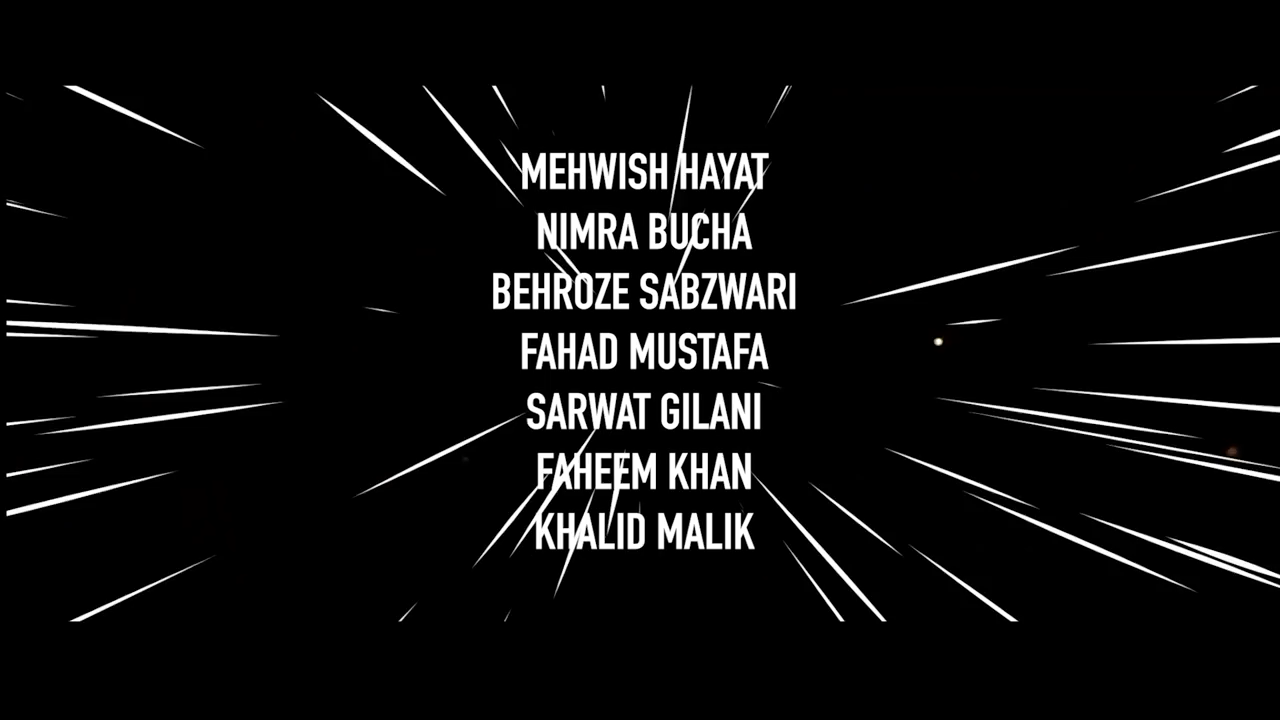 MEHWISH HAYAT
NIMRA BUCHA
BEHROZE SABZWARI
FAHAD MUSTAFA
SARWAT GILANI
FAHEEM KHAN
KHALID MALIK